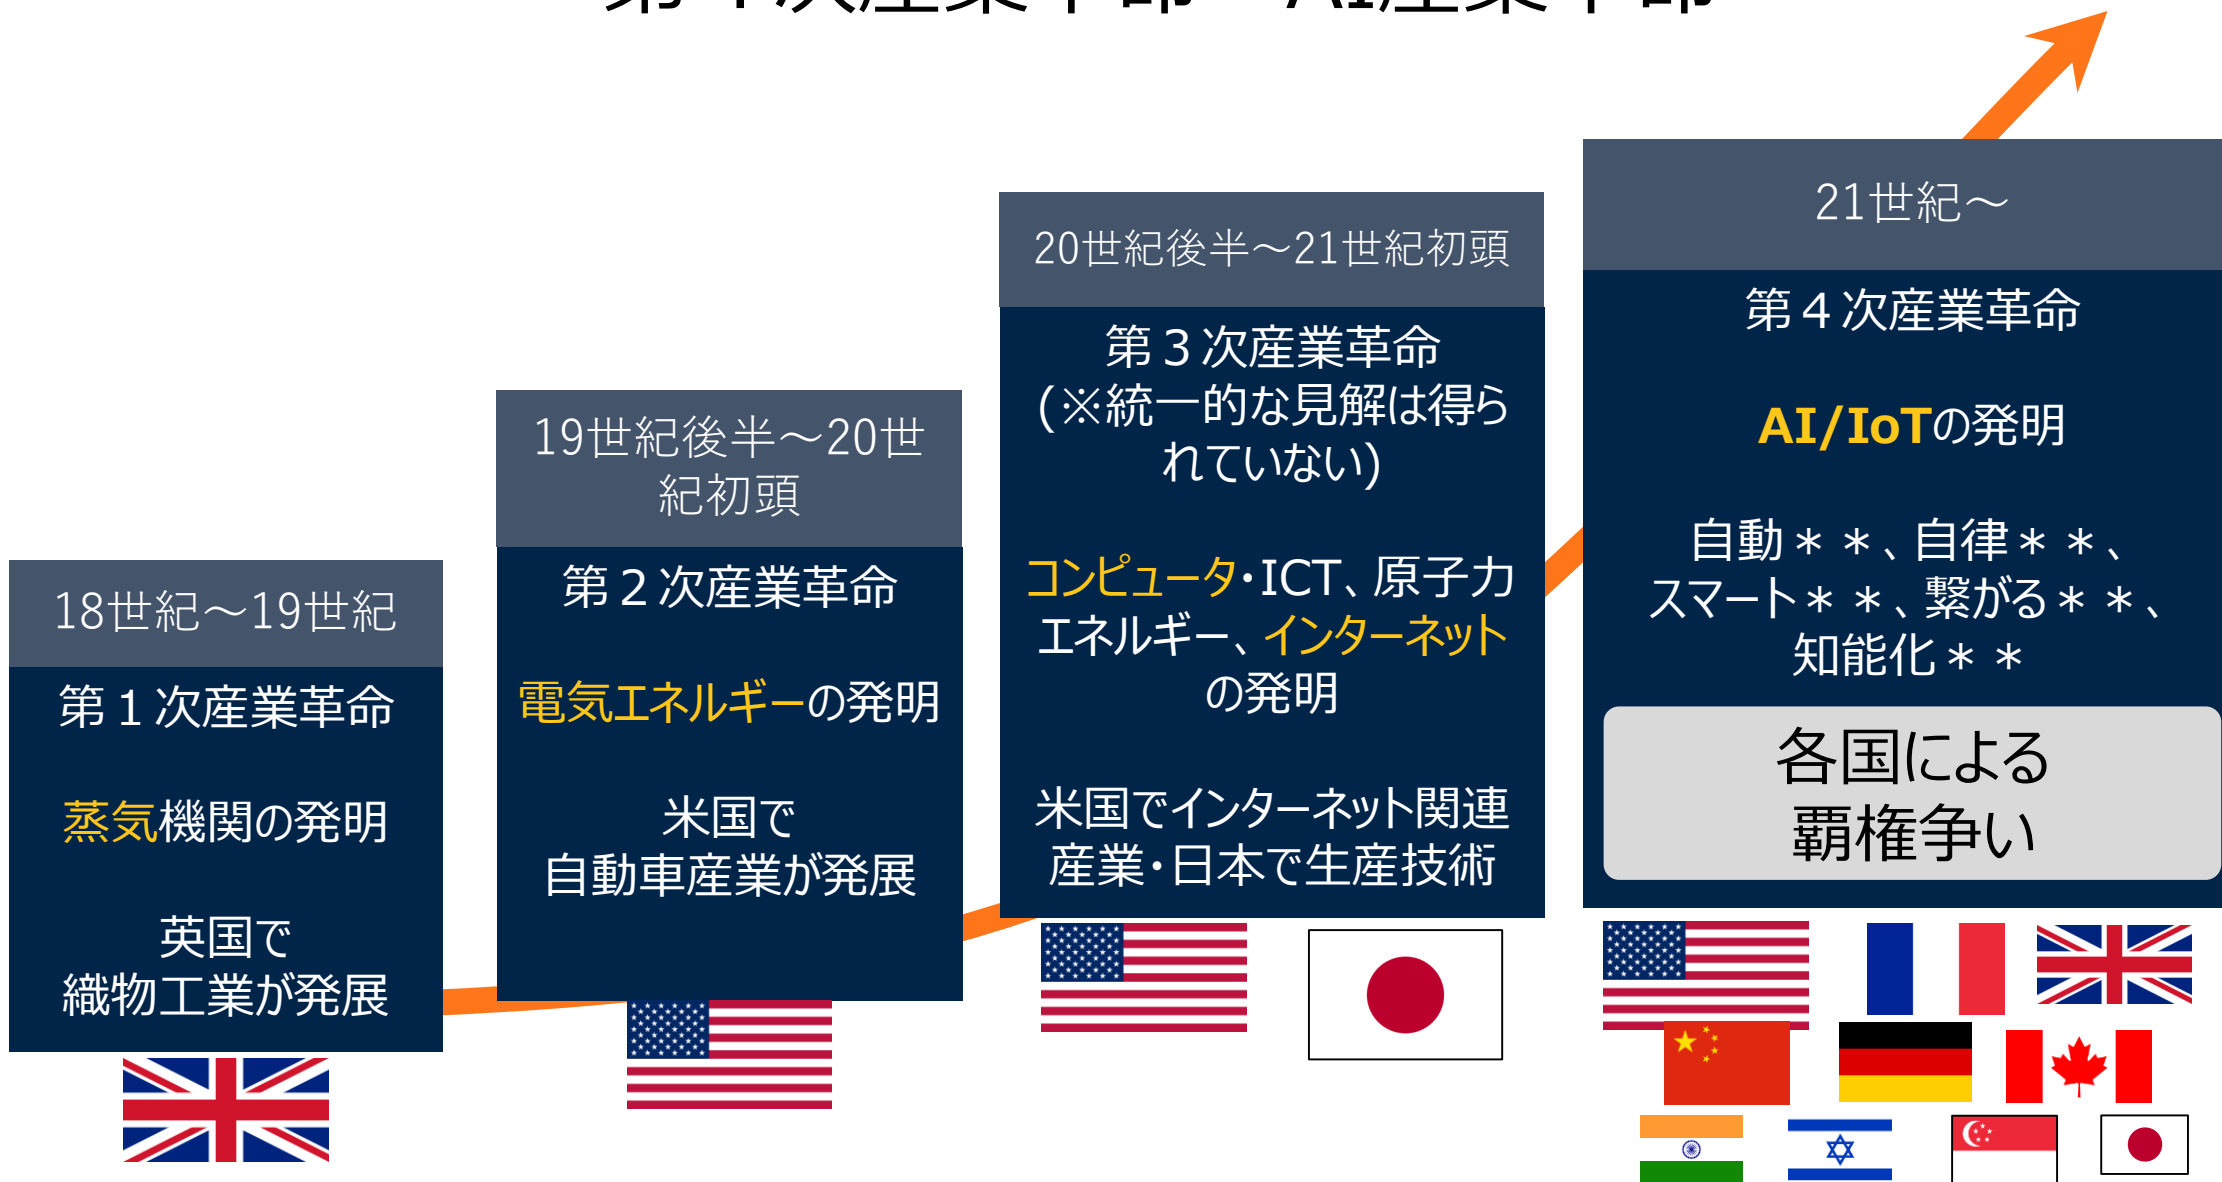 21世紀～
20世紀後半～21世紀初頭
第４次産業革命
第３次産業革命
(※統一的な見解は得ら
れていない)
AI/IoTの発明
19世紀後半～20世
紀初頭
自動＊＊、自律＊＊、
スマート＊＊、繋がる＊＊、
知能化＊＊
コンピュータ・ICT、原子力
エネルギー、インターネット
の発明
第２次産業革命
18世紀～19世紀
電気エネルギーの発明
各国による
覇権争い
第１次産業革命
米国で
自動車産業が発展
米国でインターネット関連
産業・日本で生産技術
蒸気機関の発明
英国で
織物工業が発展